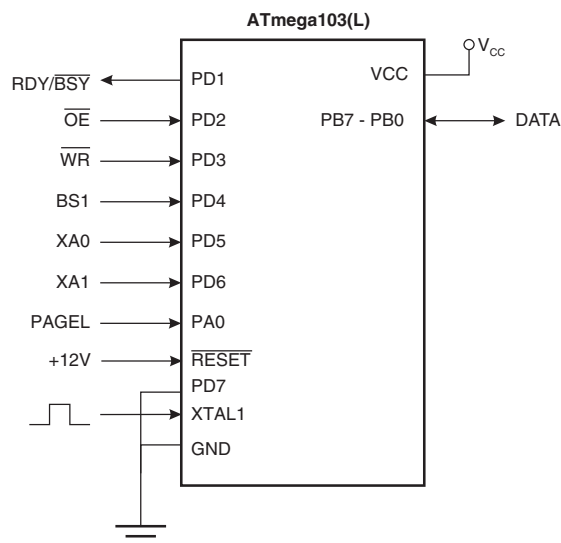 ATmega103(L)
VCC
RDY/BSY PD1 VCC
OE PD2 PB7 - PB0 DATA
WR PD3
BS1 PD4
XA0 PD5
XA1 PD6
PAGEL PA0
+12V RESET
PD7
XTAL1
GND